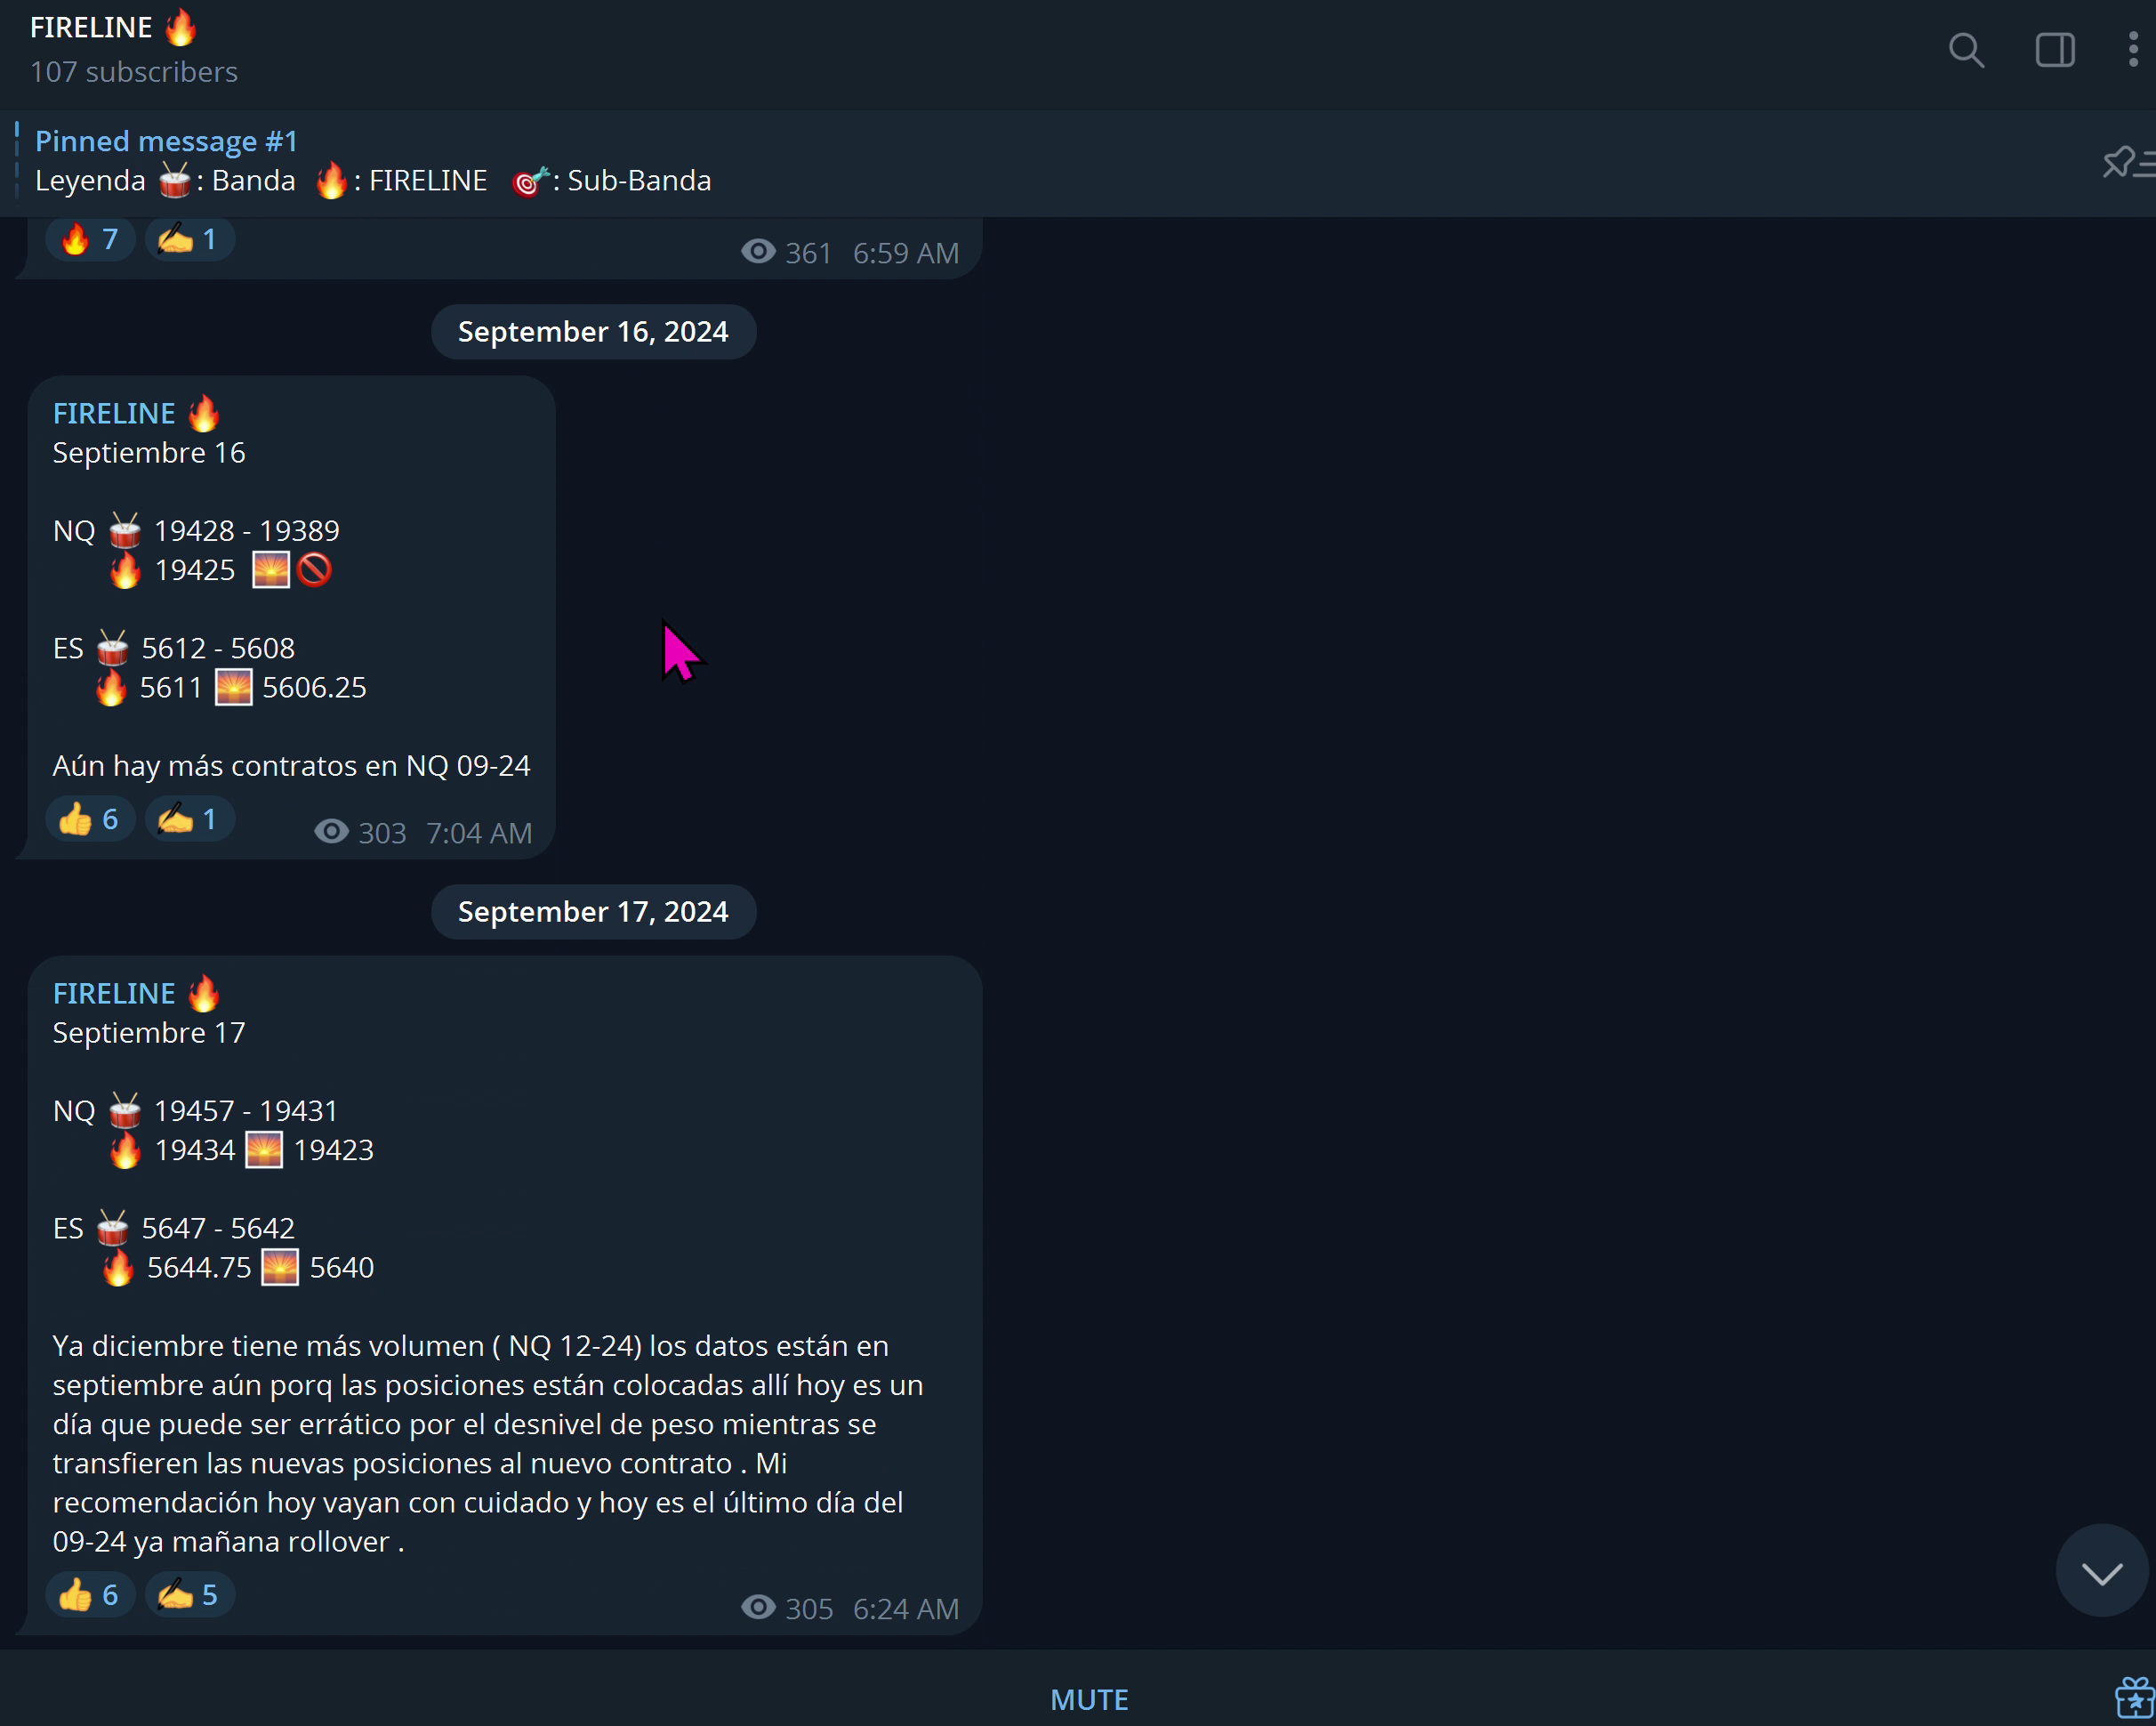 FIRELINE 🔥
107 subscribers
Pinned message #1
Leyenda 🥁: Banda 🔥: FIRELINE 🎯: Sub-Banda
🔥 7 ✍️ 1 361 6:59 AM
September 16, 2024
FIRELINE 🔥
Septiembre 16
NQ 🥁 19428 - 19389
🔥 19425 🌅🚫
ES 🥁 5612 - 5608
🔥 5611 🌅 5606.25
Aún hay más contratos en NQ 09-24
👍 6 ✍️ 1 303 7:04 AM
September 17, 2024
FIRELINE 🔥
Septiembre 17
NQ 🥁 19457 - 19431
🔥 19434 🌅 19423
ES 🥁 5647 - 5642
🔥 5644.75 🌅 5640
Ya diciembre tiene más volumen ( NQ 12-24) los datos están en
septiembre aún porq las posiciones están colocadas allí hoy es un
día que puede ser errático por el desnivel de peso mientras se
transfieren las nuevas posiciones al nuevo contrato . Mi
recomendación hoy vayan con cuidado y hoy es el último día del
09-24 ya mañana rollover .
👍 6 ✍️ 5 305 6:24 AM
MUTE